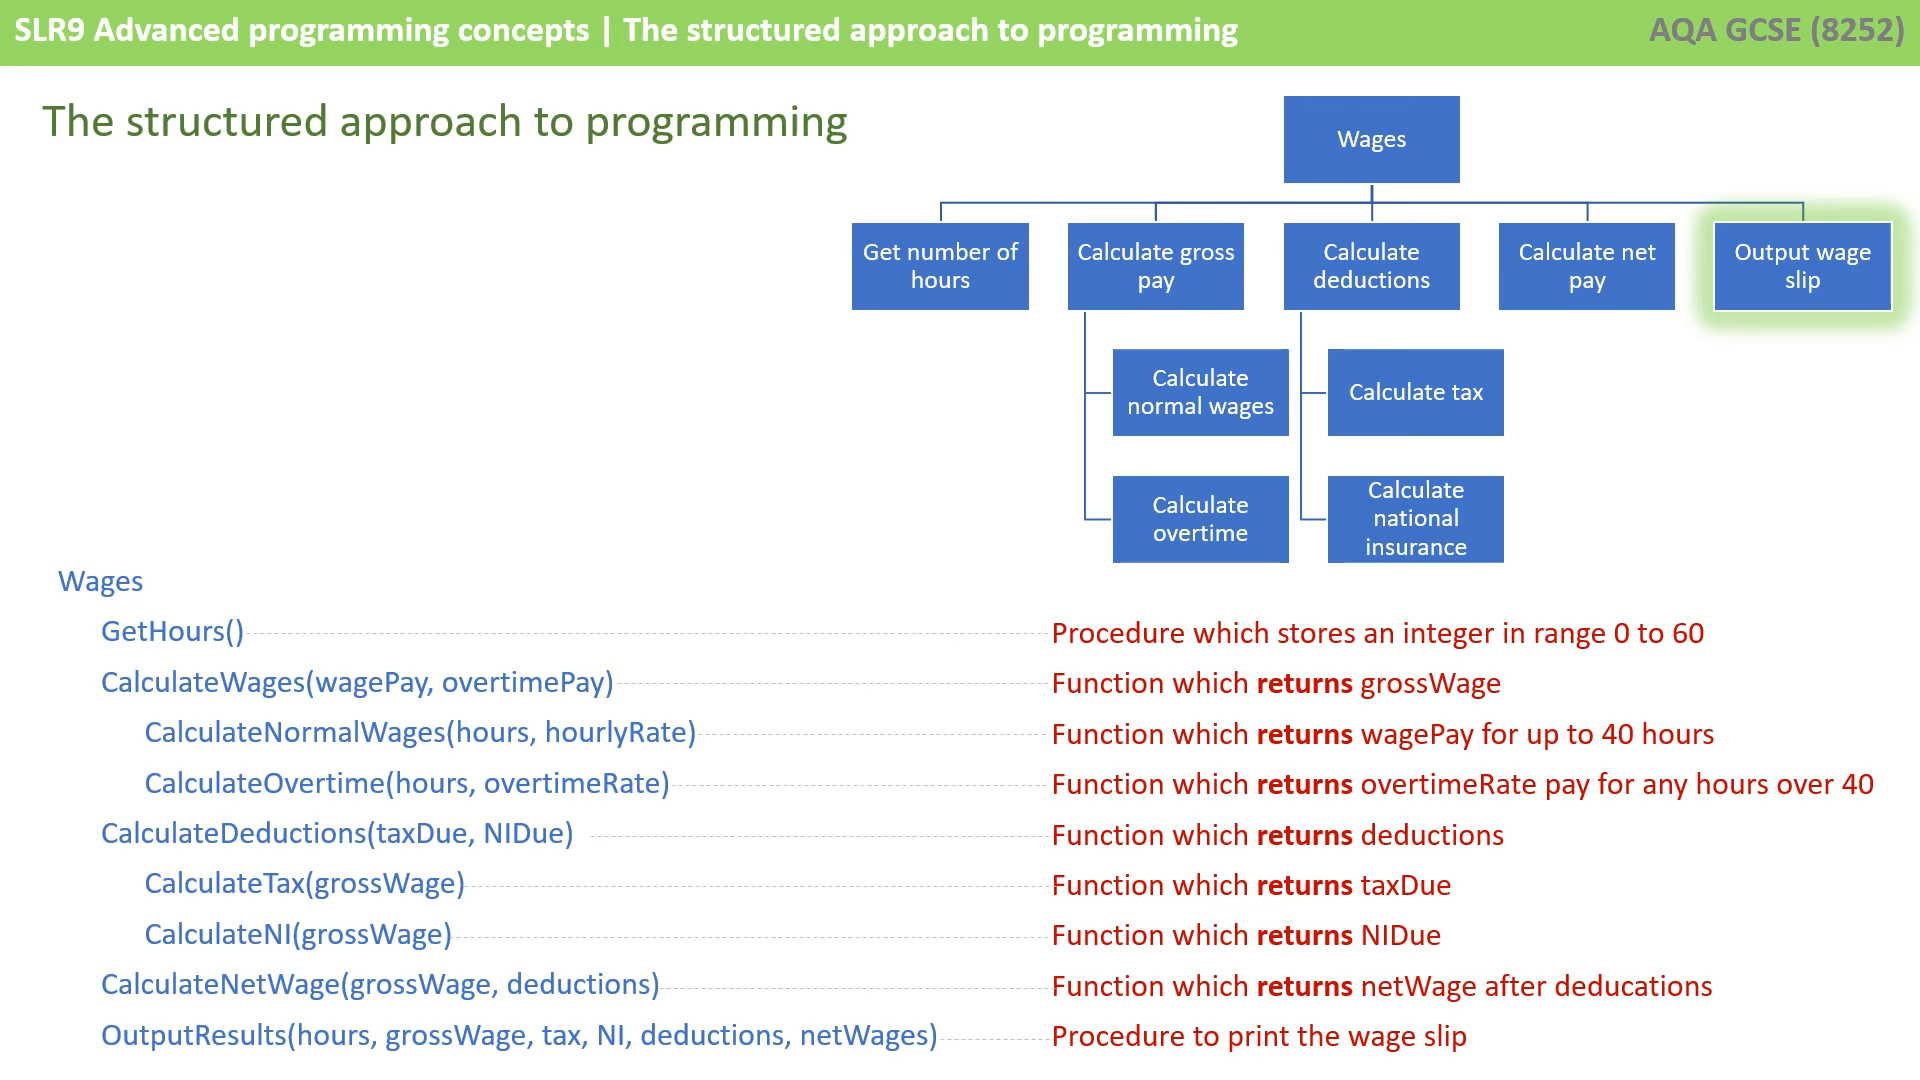 SLR9 Advanced programming concepts | The structured approach to programming
AQA GCSE (8252)
The structured approach to programming
Wages
Get number of
hours
Calculate gross
pay
Calculate
deductions
Calculate net
pay
Output wage
slip
Calculate
normal wages
Calculate tax
Calculate
overtime
Calculate
national
insurance
Wages
GetHours() Procedure which stores an integer in range 0 to 60
CalculateWages(wagePay, overtimePay) Function which returns grossWage
CalculateNormalWages(hours, hourlyRate) Function which returns wagePay for up to 40 hours
CalculateOvertime(hours, overtimeRate) Function which returns overtimeRate pay for any hours over 40
CalculateDeductions(taxDue, NIDue) Function which returns deductions
CalculateTax(grossWage) Function which returns taxDue
CalculateNI(grossWage) Function which returns NIDue
CalculateNetWage(grossWage, deductions) Function which returns netWage after deducations
OutputResults(hours, grossWage, tax, NI, deductions, netWages) Procedure to print the wage slip